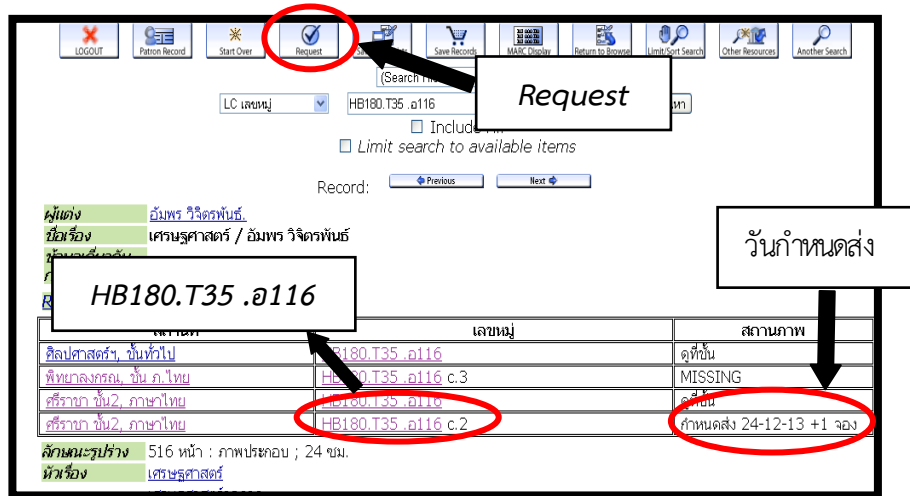 LOGOUT Patron Record Start Over Request Save Records MARC Display Return to Browse Limit/Sort Search Other Resources Another Search
(Search
Request
LC เลขหมู่ HB180.T35 .อ116
Include
Limit search to available items
Record: Previous Next
ผู้แต่ง อัมพร วิจิตรพันธ์.
ชื่อเรื่อง เศรษฐศาสตร์ / อัมพร วิจิตรพันธ์
วันกำหนดส่ง
HB180.T35 .อ116
เลขหมู่ สถานภาพ
ศิลปศาสตร์ฯ, ชั้นทั่วไป HB180.T35 .อ116 ดูที่ชั้น
พิทยาลงกรณ, ชั้น ภ.ไทย HB180.T35 .อ116 c.3 MISSING
ศรีราชา ชั้น2, ภาษาไทย HB180.T35 .อ116 ดูที่ชั้น
ศรีราชา ชั้น2, ภาษาไทย HB180.T35 .อ116 c.2 กำหนดส่ง 24-12-13 +1 จอง
ลักษณะรูปร่าง 516 หน้า : ภาพประกอบ ; 24 ซม.
หัวเรื่อง เศรษฐศาสตร์